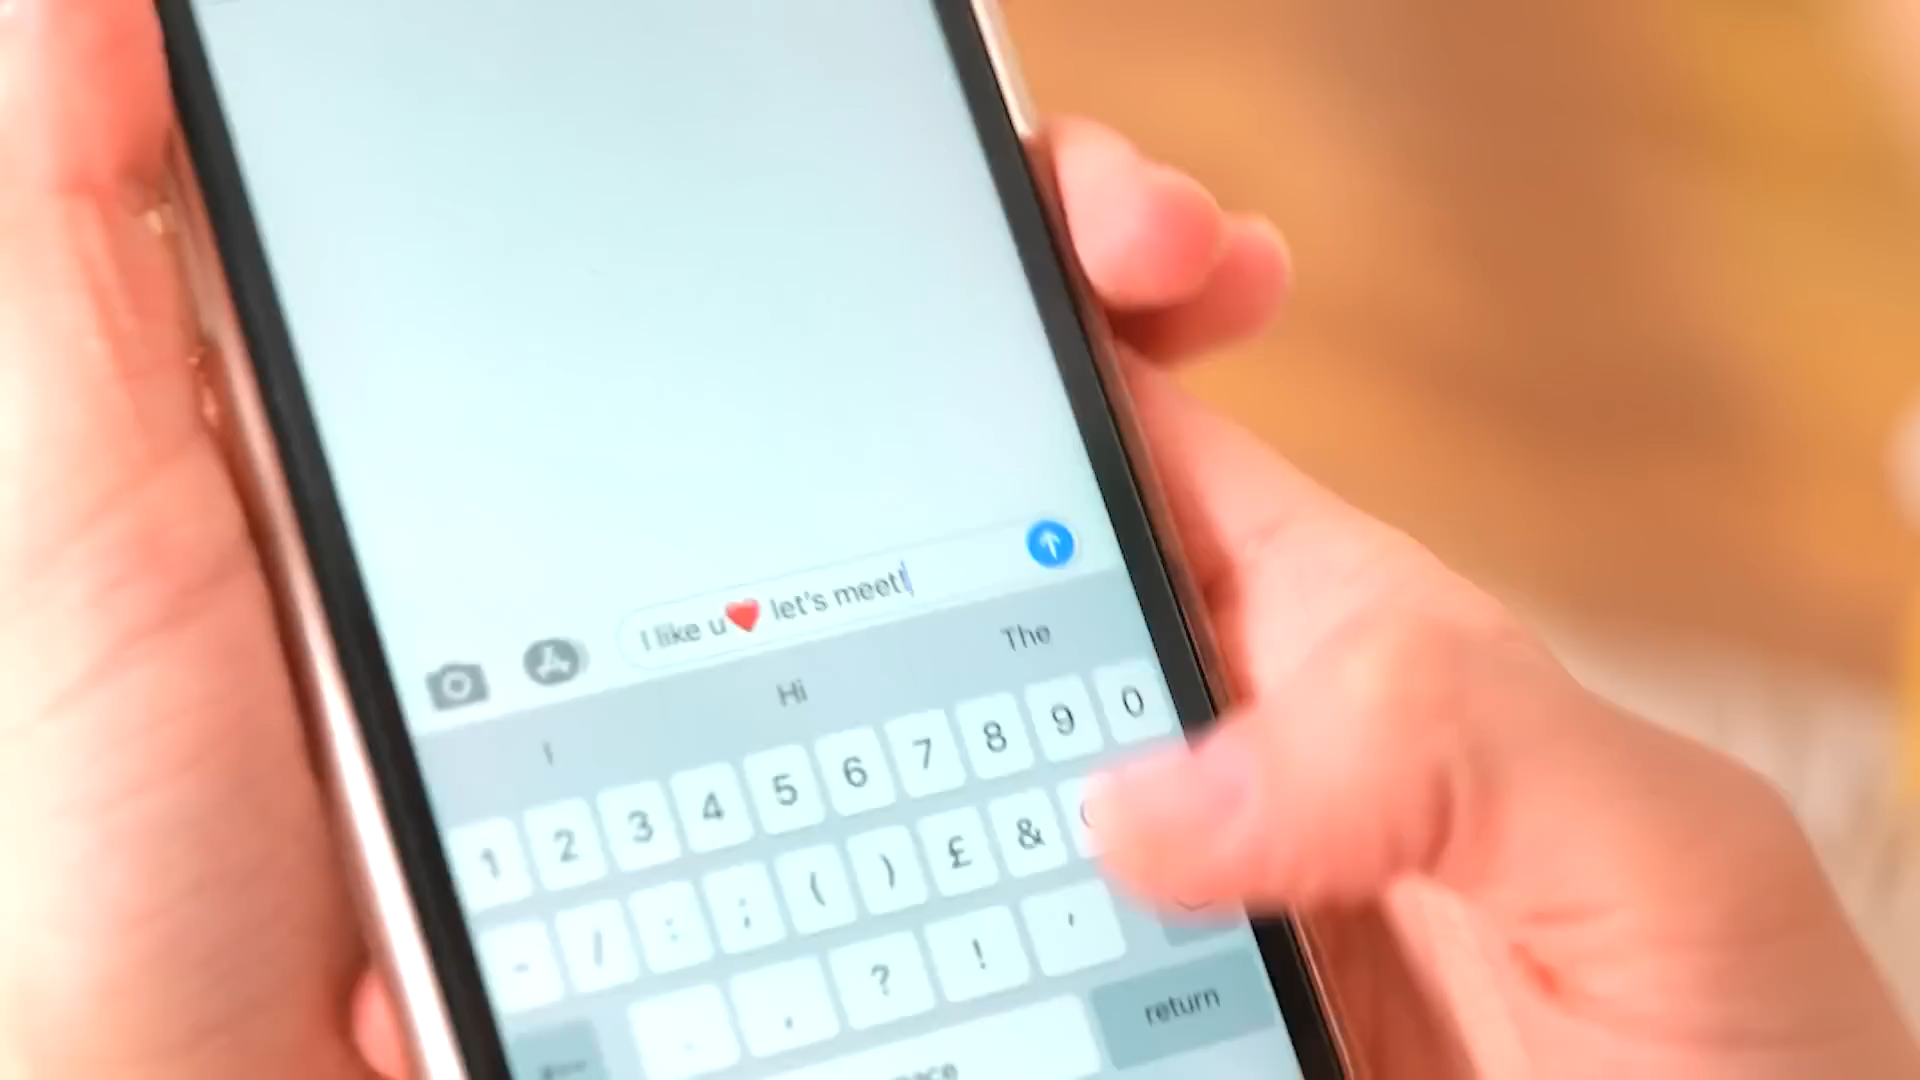 I like u❤️ let's meet!
I Hi The
1 2 3 4 5 6 7 8 9 0
- / : ; ( ) £ &
. , ? ! '
return